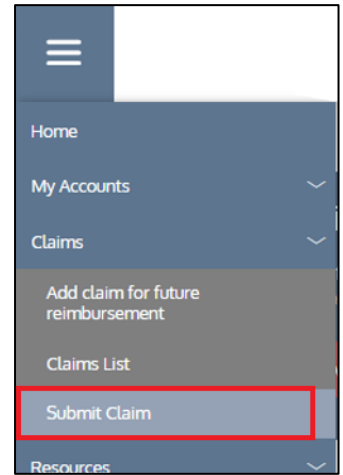 Home
My Accounts
Claims
Add claim for future
reimbursement
Claims List
Submit Claim
Resources